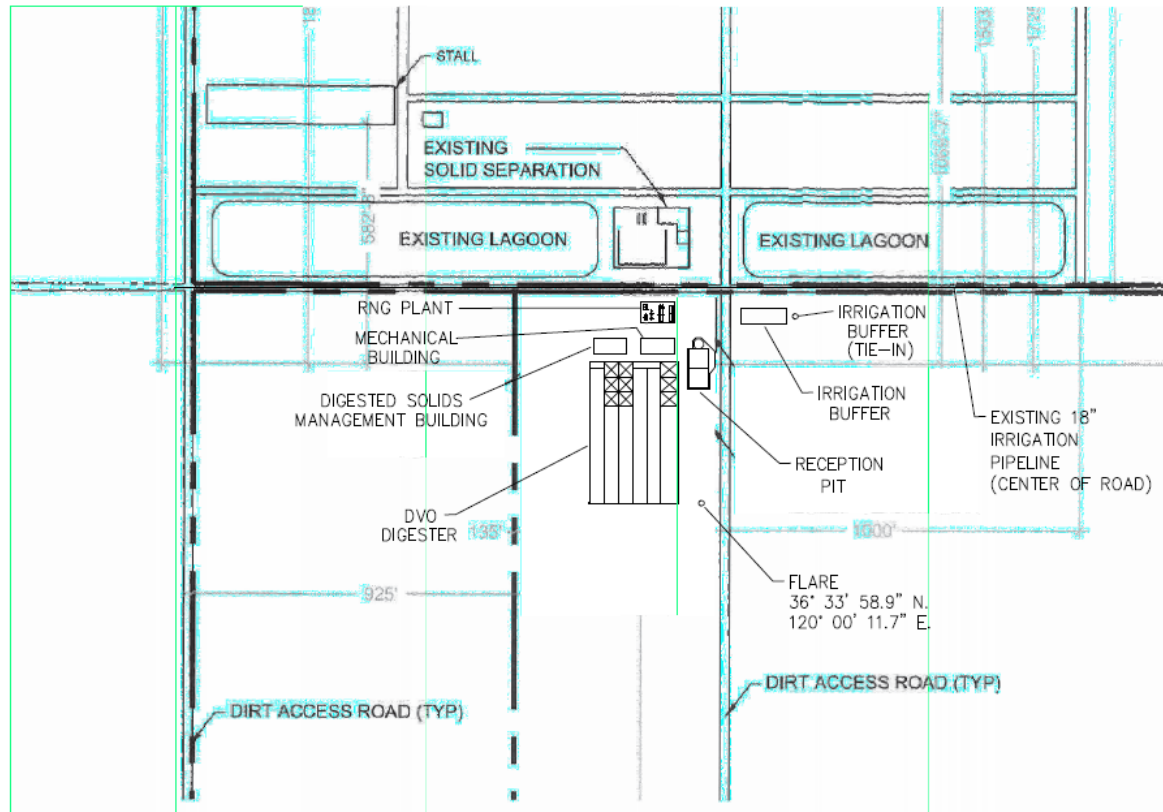 STALL
EXISTING
SOLID SEPARATION
582'-8"
EXISTING LAGOON
EXISTING LAGOON
RNG PLANT
MECHANICAL
BUILDING
DIGESTED SOLIDS
MANAGEMENT BUILDING
IRRIGATION
BUFFER
(TIE-IN)
IRRIGATION
BUFFER
EXISTING 18"
IRRIGATION
PIPELINE
(CENTER OF ROAD)
RECEPTION
PIT
DVO
DIGESTER
135'
1000'
FLARE
36° 33' 58.9" N.
120° 00' 11.7" E.
925'
DIRT ACCESS ROAD (TYP)
DIRT ACCESS ROAD (TYP)